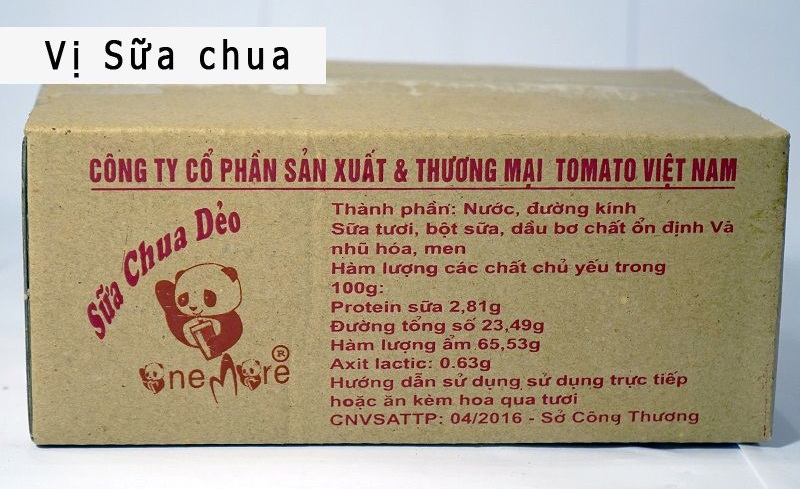 Vị Sữa chua
CÔNG TY CỔ PHẦN SẢN XUẤT & THƯƠNG MẠI TOMATO VIỆT NAM
Sữa Chua Dẻo
OneMore®
Thành phần: Nước, đường kính
Sữa tươi, bột sữa, dầu bơ chất ổn định Và
nhũ hóa, men
Hàm lượng các chất chủ yếu trong
100g:
Protein sữa 2,81g
Đường tổng số 23,49g
Hàm lượng ẩm 65,53g
Axit lactic: 0.63g
Hướng dẫn sử dụng sử dụng trực tiếp
hoặc ăn kèm hoa qua tươi
CNVSATTP: 04/2016 - Sở Công Thương